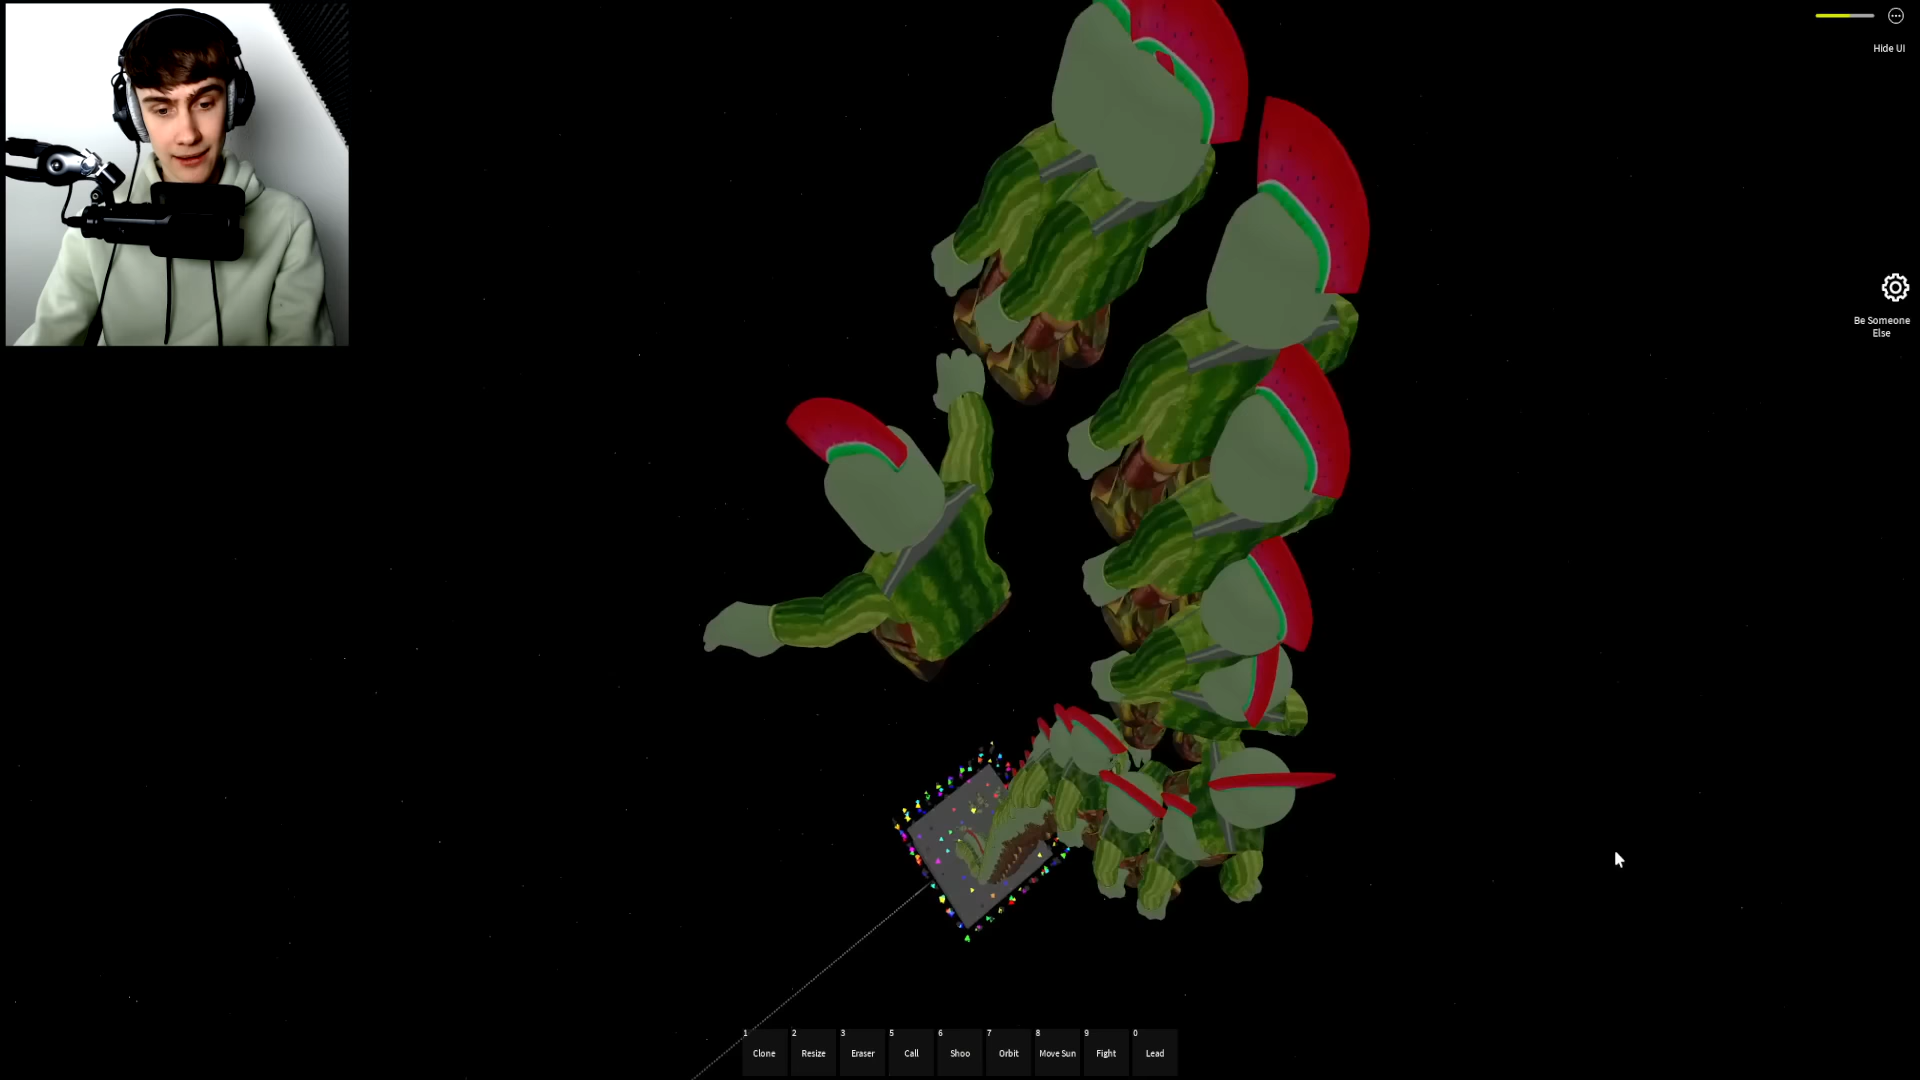 Hide UI
Be Someone
Else
1 2 3 5 6 7 8 9 0
Clone Resize Eraser Call Shoo Orbit Move Sun Fight Lead